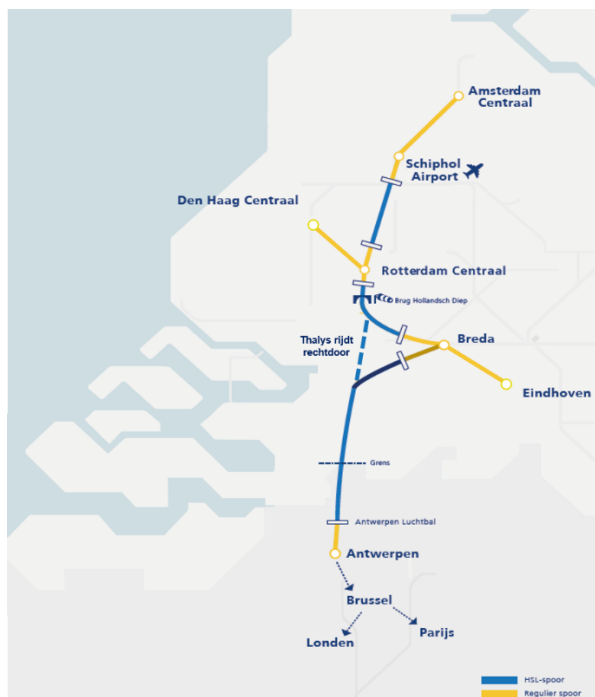 Amsterdam
Centraal
Schiphol
Airport
Den Haag Centraal
Rotterdam Centraal
Brug Hollandsch Diep
Thalys rijdt
rechtdoor
Breda
Eindhoven
Grens
Antwerpen Luchtbal
Antwerpen
Brussel
Londen
Parijs
HSL-spoor
Regulier spoor